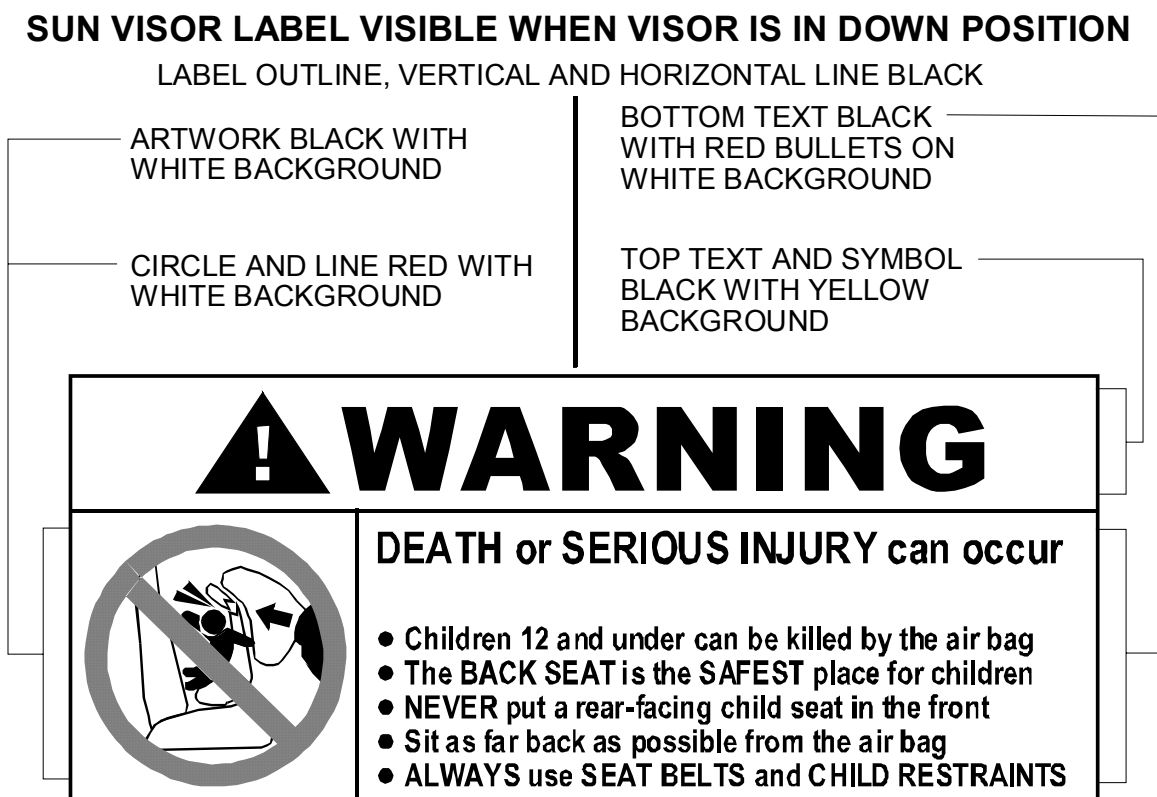 SUN VISOR LABEL VISIBLE WHEN VISOR IS IN DOWN POSITION
LABEL OUTLINE, VERTICAL AND HORIZONTAL LINE BLACK
ARTWORK BLACK WITH
WHITE BACKGROUND
BOTTOM TEXT BLACK
WITH RED BULLETS ON
WHITE BACKGROUND
CIRCLE AND LINE RED WITH
WHITE BACKGROUND
TOP TEXT AND SYMBOL
BLACK WITH YELLOW
BACKGROUND
! WARNING
DEATH or SERIOUS INJURY can occur
● Children 12 and under can be killed by the air bag
● The BACK SEAT is the SAFEST place for children
● NEVER put a rear-facing child seat in the front
● Sit as far back as possible from the air bag
● ALWAYS use SEAT BELTS and CHILD RESTRAINTS